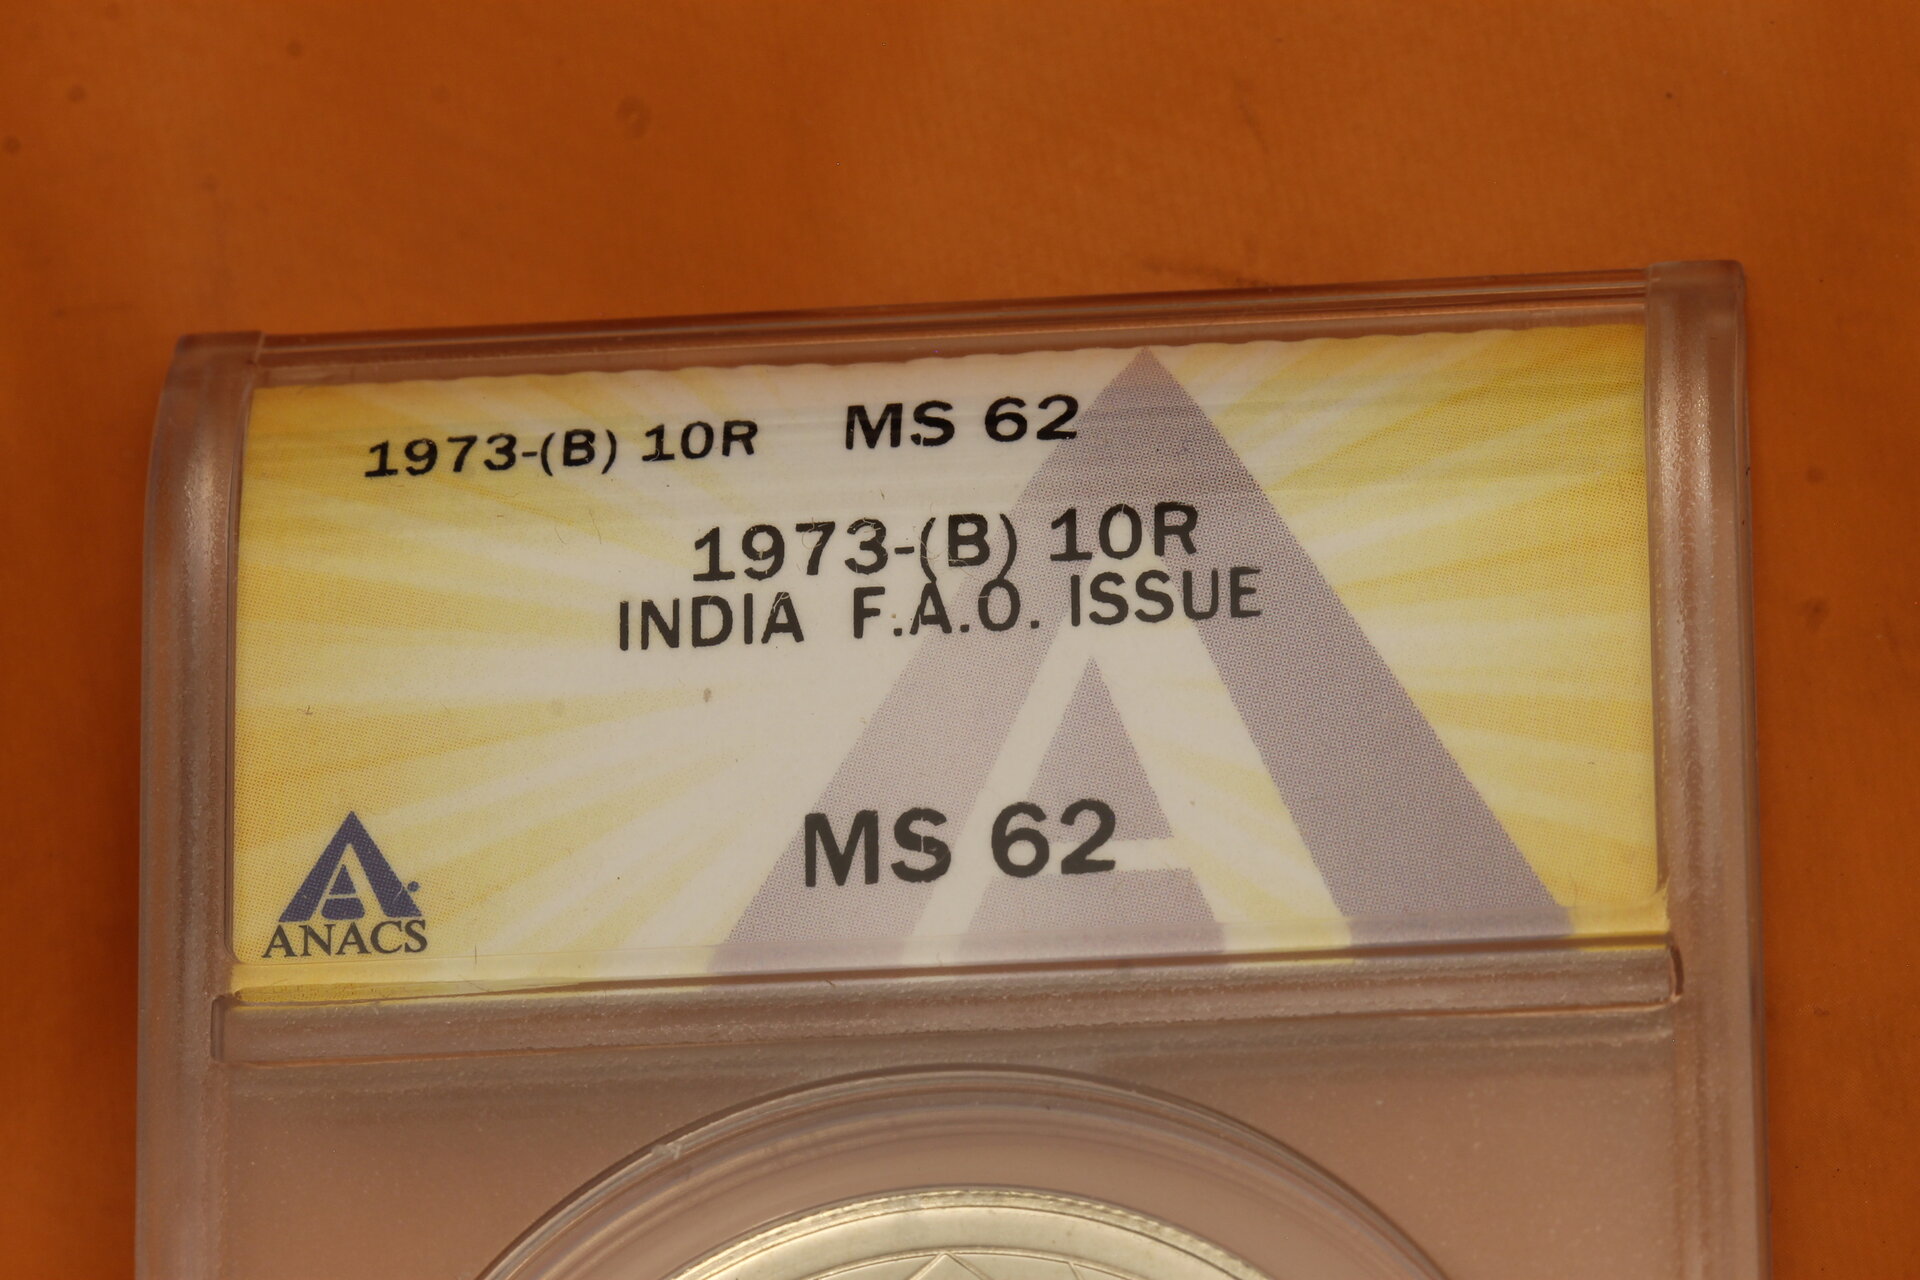 1973-(B) 10R MS 62
1973-(B) 10R
INDIA F.A.O. ISSUE
MS 62
ANACS